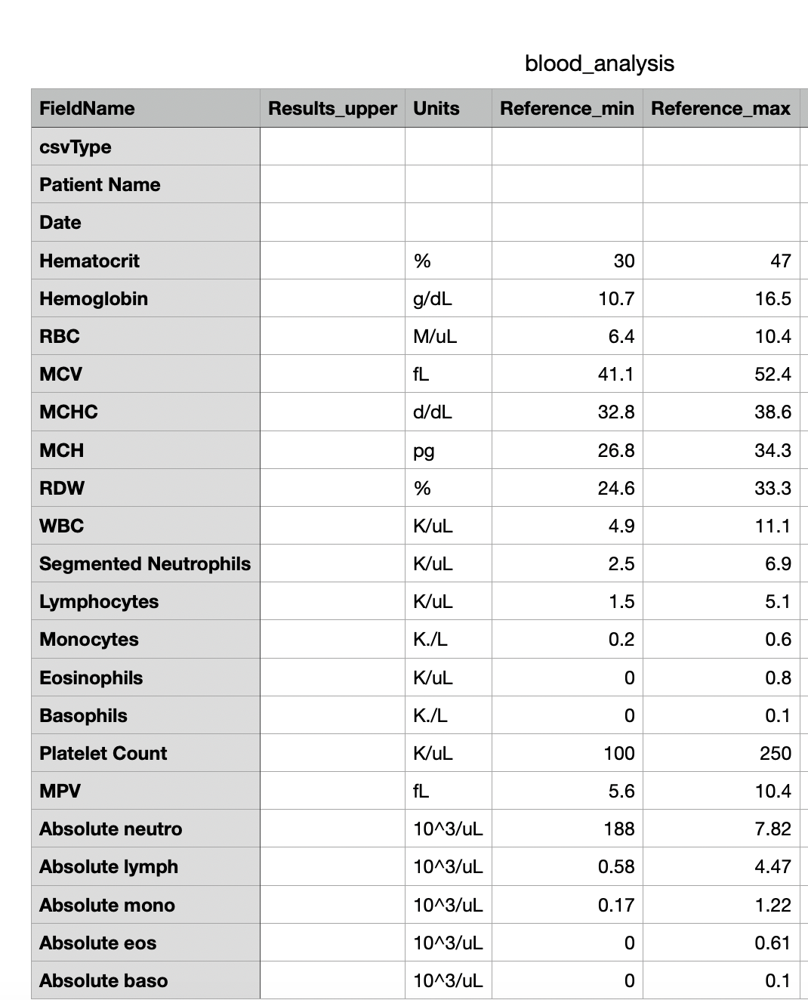 blood_analysis
FieldName Results_upper Units Reference_min Reference_max
csvType
Patient Name
Date
Hematocrit % 30 47
Hemoglobin g/dL 10.7 16.5
RBC M/uL 6.4 10.4
MCV fL 41.1 52.4
MCHC d/dL 32.8 38.6
MCH pg 26.8 34.3
RDW % 24.6 33.3
WBC K/uL 4.9 11.1
Segmented Neutrophils K/uL 2.5 6.9
Lymphocytes K/uL 1.5 5.1
Monocytes K./L 0.2 0.6
Eosinophils K/uL 0 0.8
Basophils K./L 0 0.1
Platelet Count K/uL 100 250
MPV fL 5.6 10.4
Absolute neutro 10^3/uL 188 7.82
Absolute lymph 10^3/uL 0.58 4.47
Absolute mono 10^3/uL 0.17 1.22
Absolute eos 10^3/uL 0 0.61
Absolute baso 10^3/uL 0 0.1